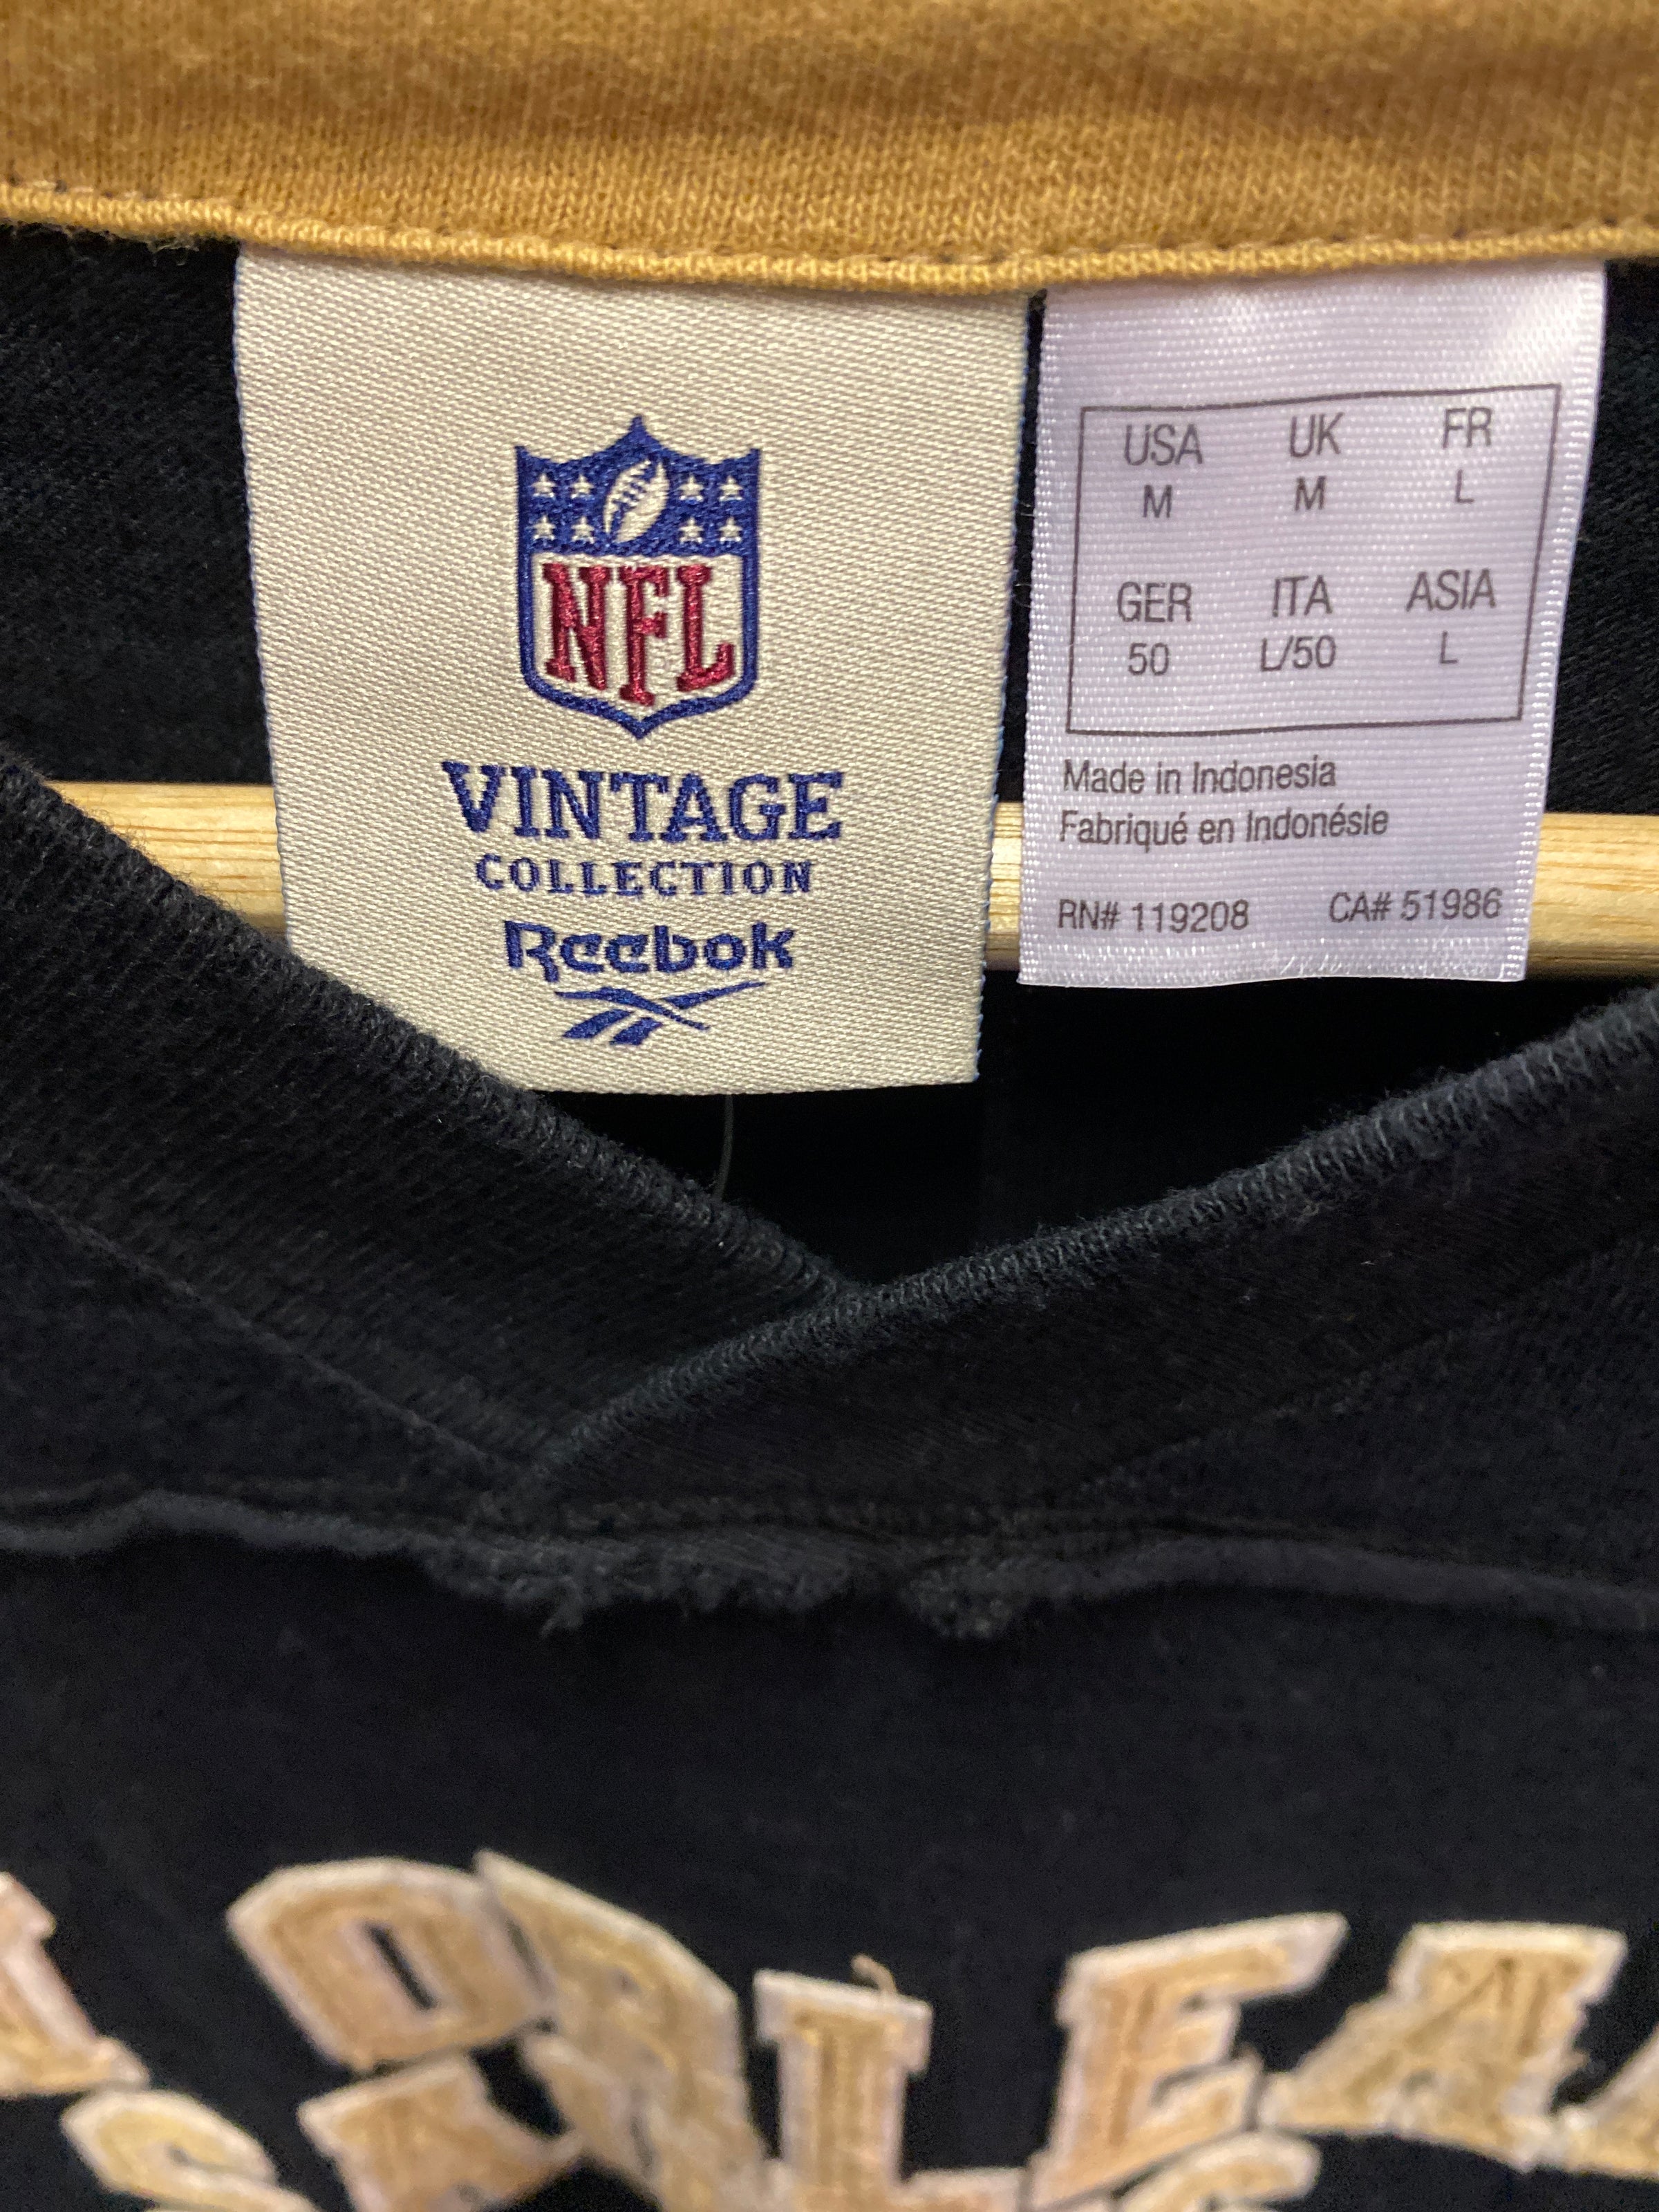 NFL
VINTAGE
COLLECTION
Reebok
USA UK FR
M M L
GER ITA ASIA
50 L/50 L
Made in Indonesia
Fabriqué en Indonésie
RN# 119208 CA# 51986
ORLEA